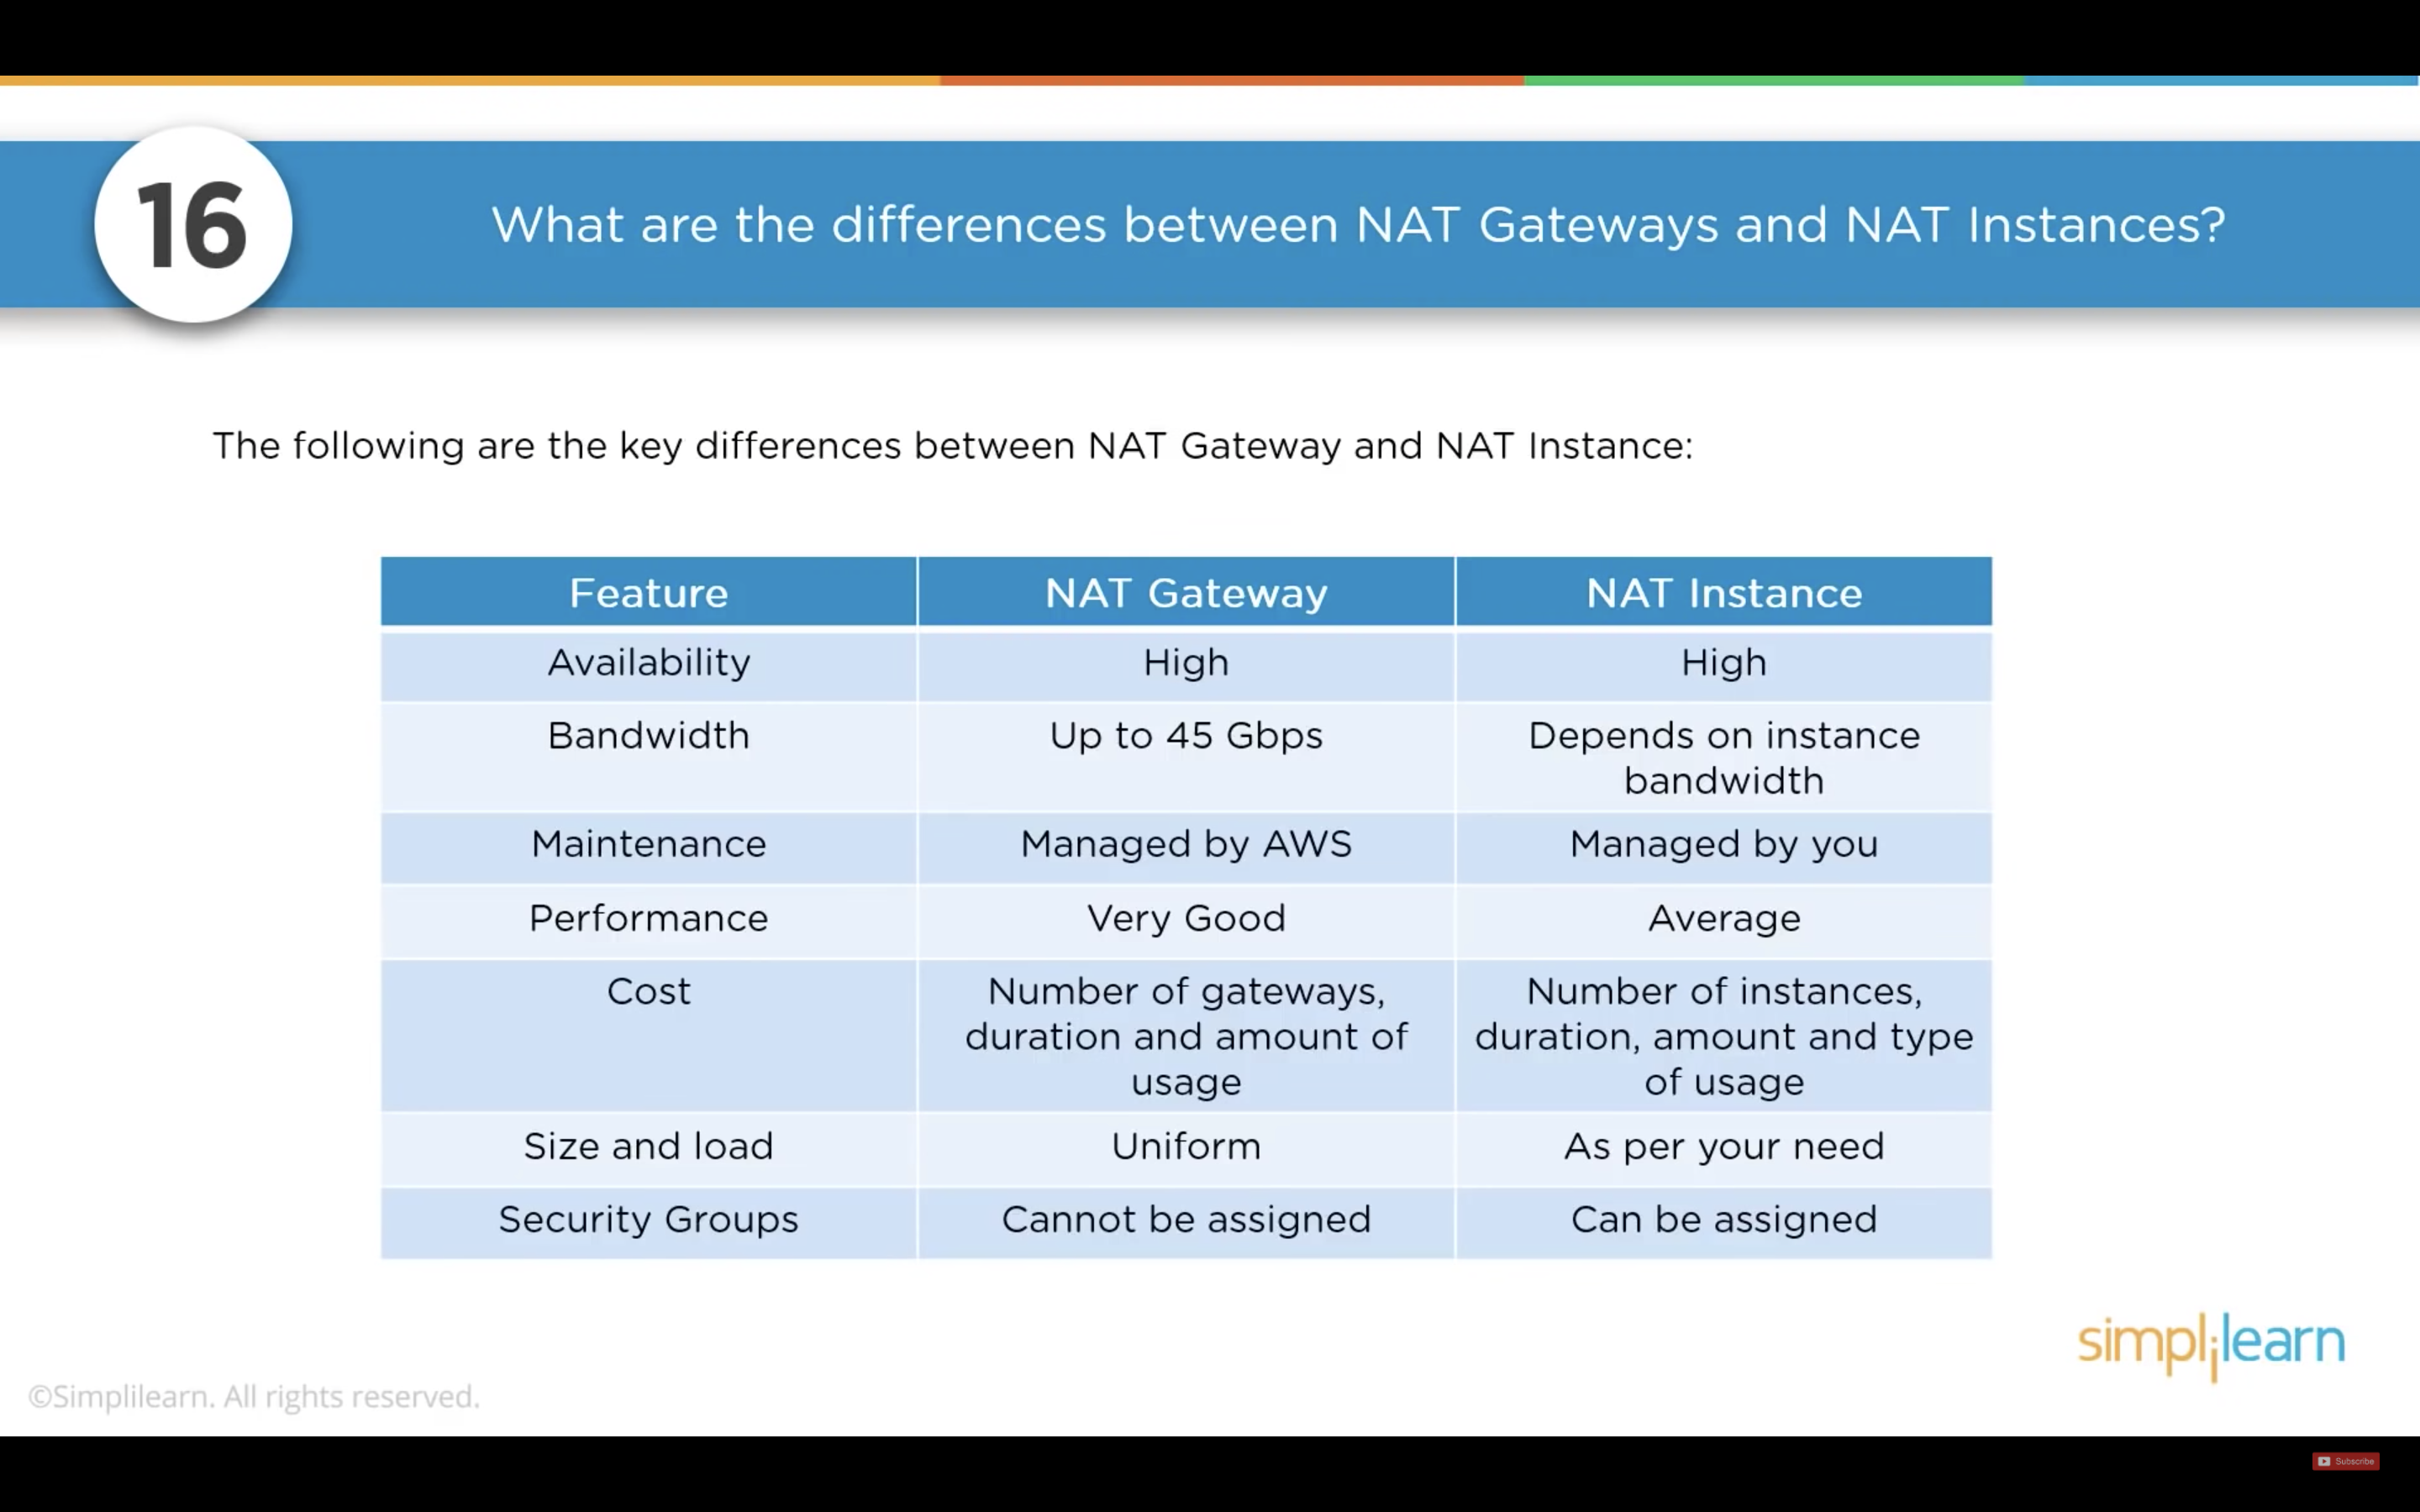 16
What are the differences between NAT Gateways and NAT Instances?
The following are the key differences between NAT Gateway and NAT Instance:
Feature NAT Gateway NAT Instance
Availability High High
Bandwidth Up to 45 Gbps Depends on instance
bandwidth
Maintenance Managed by AWS Managed by you
Performance Very Good Average
Cost Number of gateways, Number of instances,
duration and amount of duration, amount and type
usage of usage
Size and load Uniform As per your need
Security Groups Cannot be assigned Can be assigned
simplilearn
©Simplilearn. All rights reserved.
Subscribe